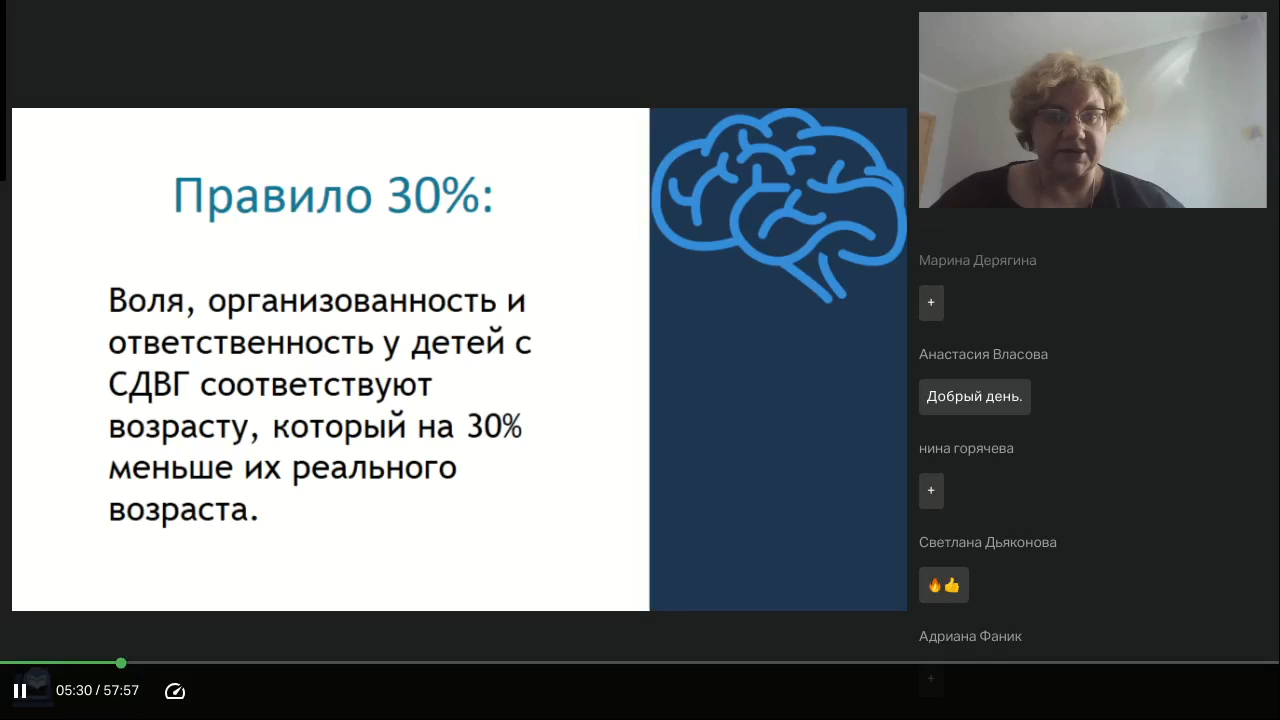 Правило 30%:
Воля, организованность и
ответственность у детей с
СДВГ соответствуют
возрасту, который на 30%
меньше их реального
возраста.
Марина Дерягина
+
Анастасия Власова
Добрый день.
нина горячева
+
Светлана Дьяконова
🔥👍
Адриана Фаник
+
05:30 / 57:57